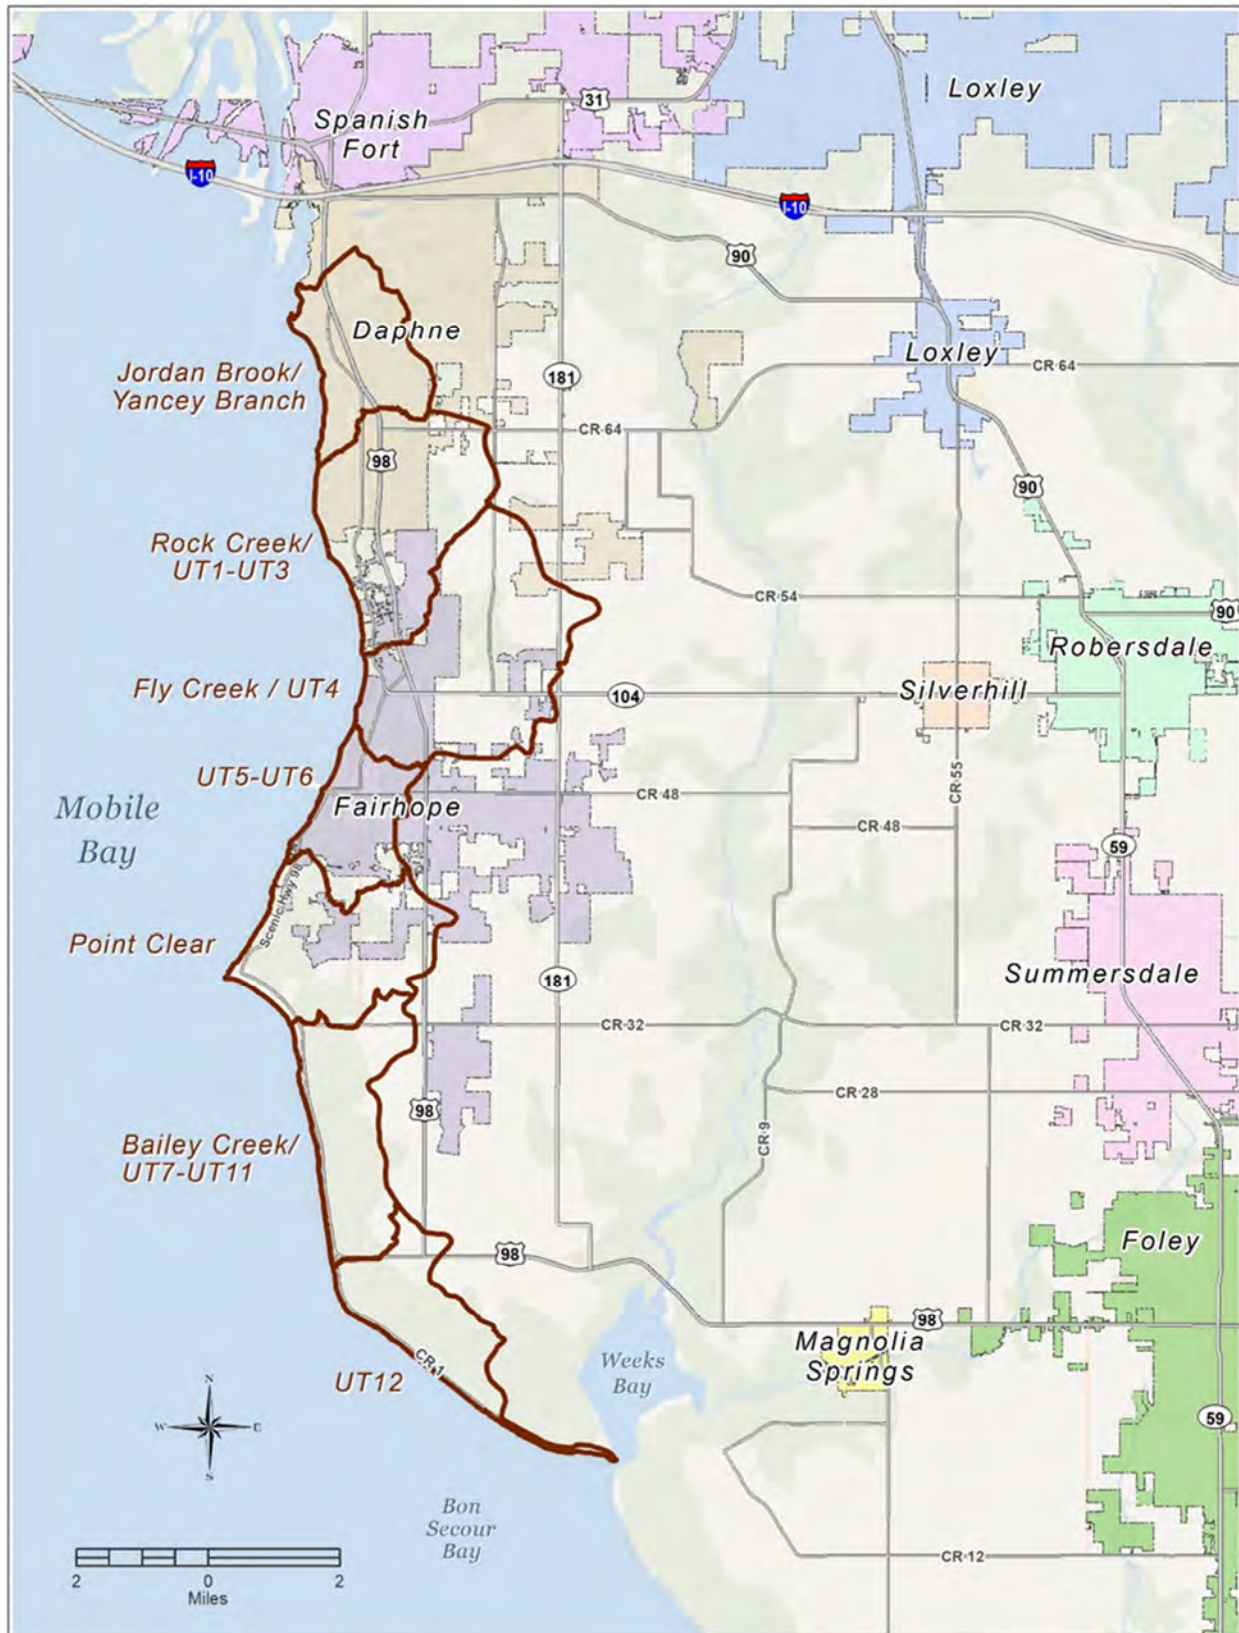 31
Loxley
Spanish
Fort
I-10
I-10
90
Daphne
Loxley
Jordan Brook/
Yancey Branch
181
CR 64
CR 64
98
90
Rock Creek/
UT1-UT3
CR 54
90
Robersdale
Fly Creek / UT4
104
Silverhill
UT5-UT6
CR 55
Mobile
Bay
Fairhope
CR 48
CR 48
59
Scenic Hwy 98
Point Clear
181
Summersdale
CR 32
CR 32
CR 28
98
Bailey Creek/
UT7-UT11
CR 9
98
Foley
98
Magnolia
Springs
Weeks
Bay
CR 1
UT12
59
N
W
E
S
Bon
Secour
Bay
CR 12
2
0
2
Miles